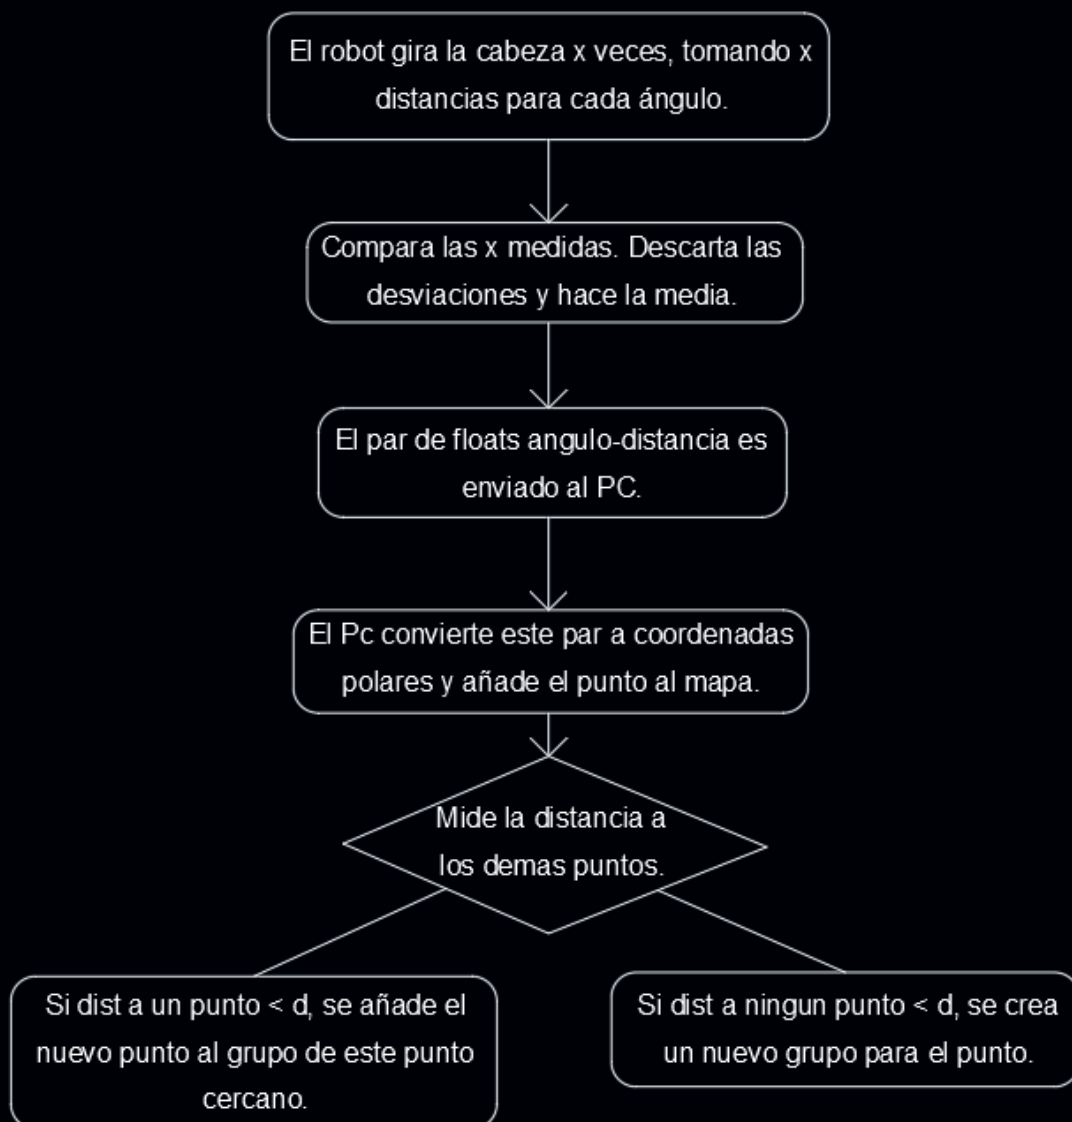 El robot gira la cabeza x veces, tomando x
distancias para cada ángulo.
Compara las x medidas. Descarta las
desviaciones y hace la media.
El par de floats angulo-distancia es
enviado al PC.
El Pc convierte este par a coordenadas
polares y añade el punto al mapa.
Mide la distancia a
los demas puntos.
Si dist a un punto < d, se añade el
nuevo punto al grupo de este punto
cercano.
Si dist a ningun punto < d, se crea
un nuevo grupo para el punto.